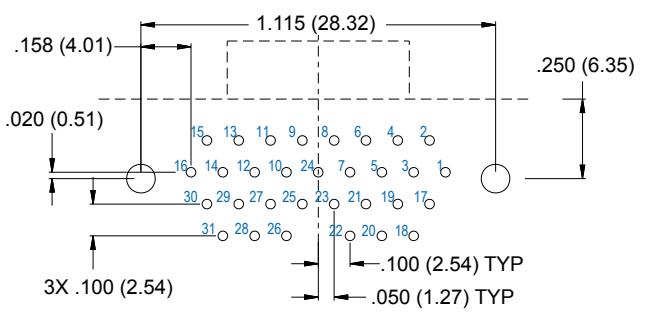 1.115 (28.32)
.158 (4.01)
.250 (6.35)
.020 (0.51)
15 13 11 9 8 6 4 2
16 14 12 10 24 7 5 3 1
30 29 27 25 23 21 19 17
31 28 26 22 20 18
.100 (2.54) TYP
3X .100 (2.54)
.050 (1.27) TYP